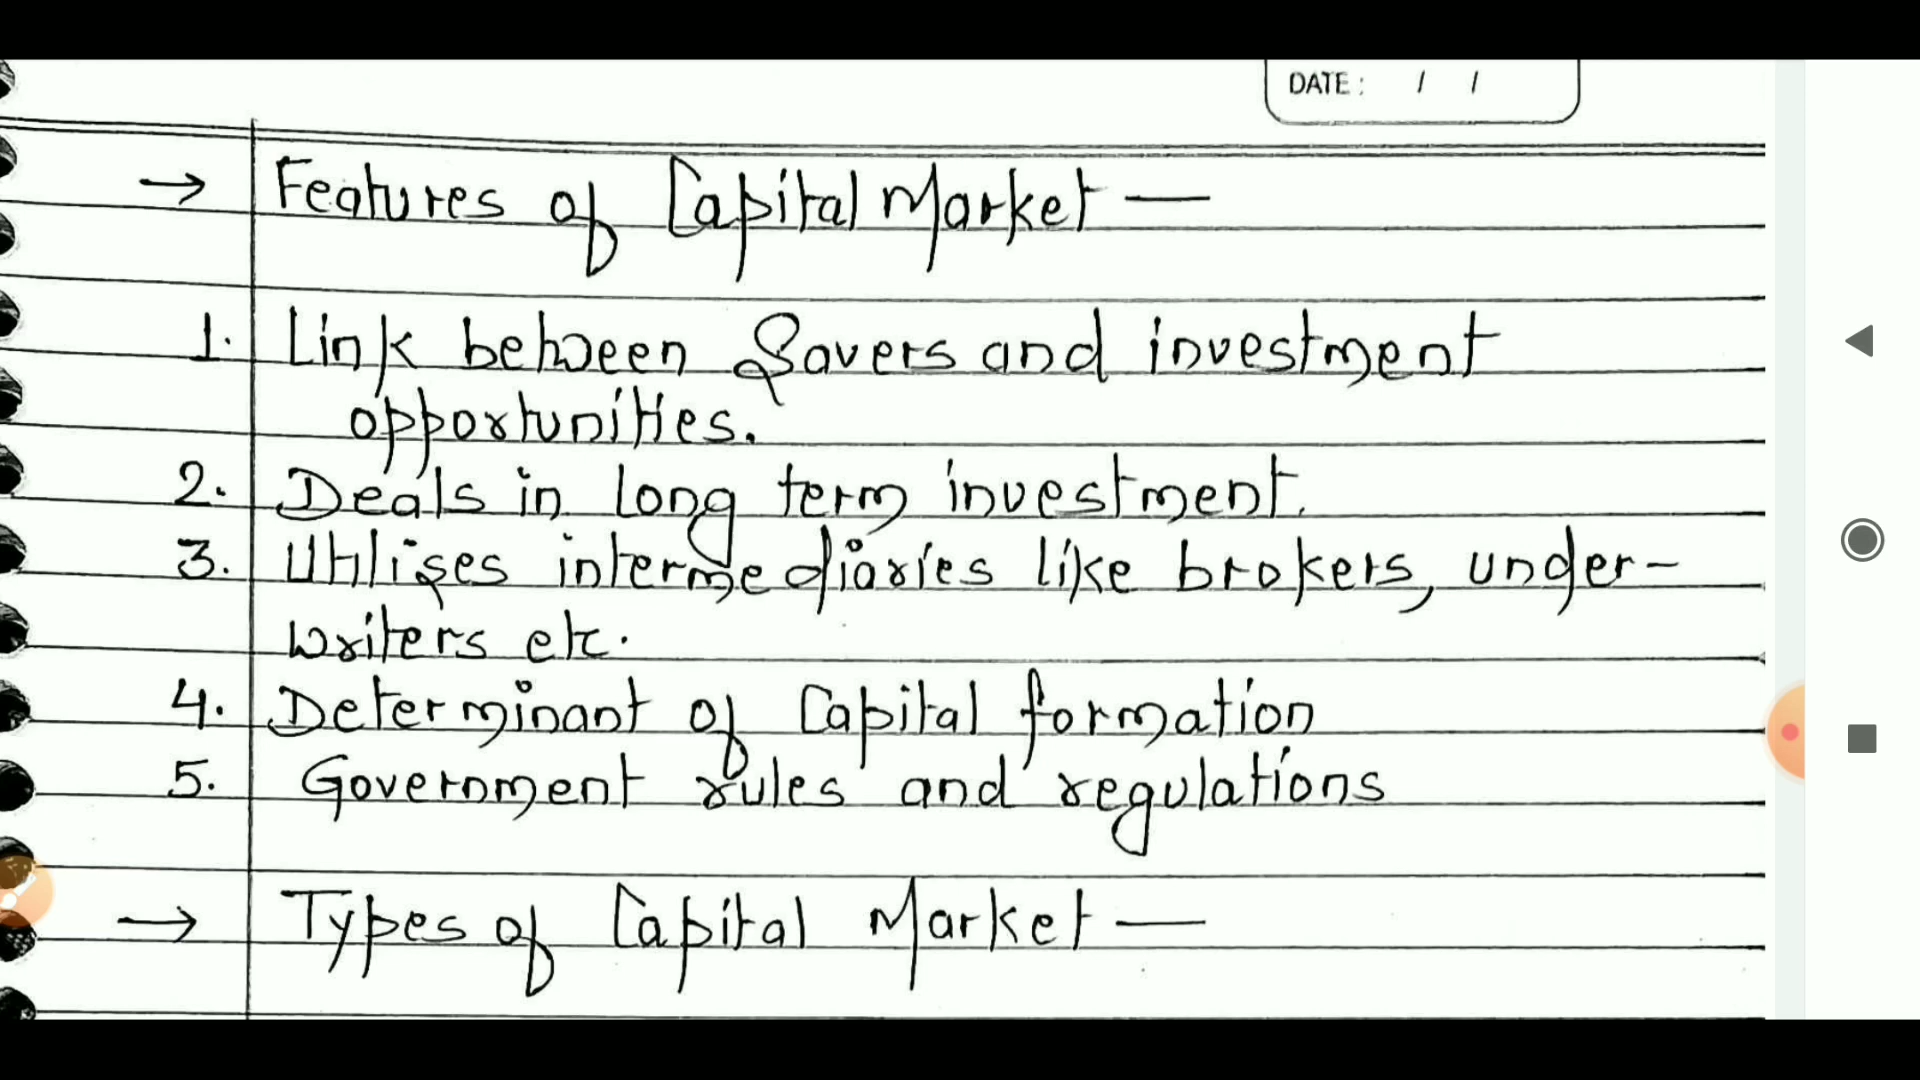 DATE: / /
→ Features of Capital Market —
1. Link between Savers and investment
opportunities.
2. Deals in long term investment.
3. Utilises intermediaries like brokers, under-
writers etc.
4. Determinant of Capital formation
5. Government rules and regulations
→ Types of Capital Market —